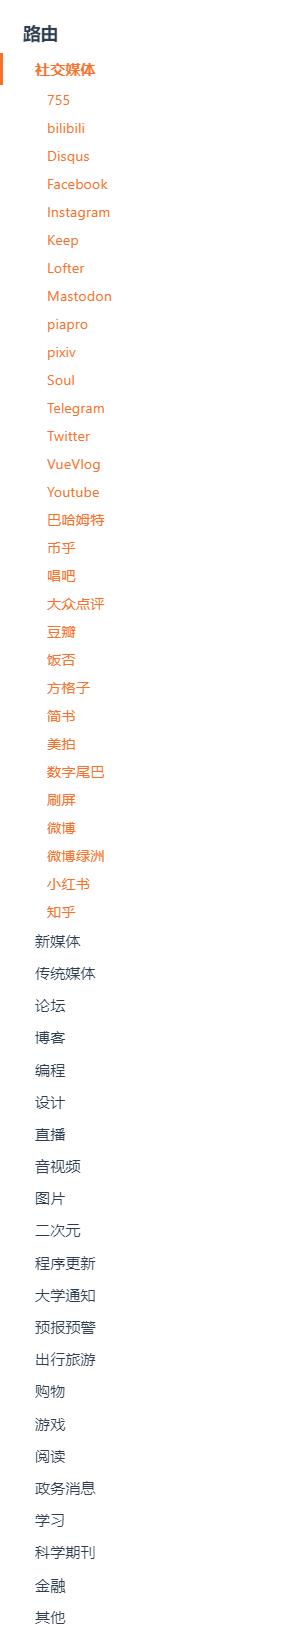 路由
社交媒体
755
bilibili
Disqus
Facebook
Instagram
Keep
Lofter
Mastodon
piapro
pixiv
Soul
Telegram
Twitter
VueVlog
Youtube
巴哈姆特
币乎
唱吧
大众点评
豆瓣
饭否
方格子
简书
美拍
数字尾巴
刷屏
微博
微博绿洲
小红书
知乎
新媒体
传统媒体
论坛
博客
编程
设计
直播
音视频
图片
二次元
程序更新
大学通知
预报预警
出行旅游
购物
游戏
阅读
政务消息
学习
科学期刊
金融
其他